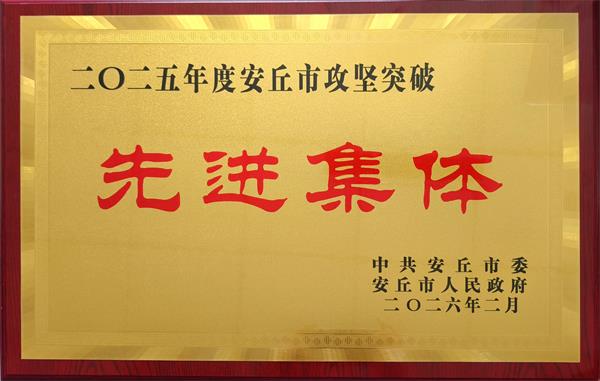 二〇二五年度安丘市攻坚突破
先进集体
中共安丘市委
安丘市人民政府
二〇二六年二月